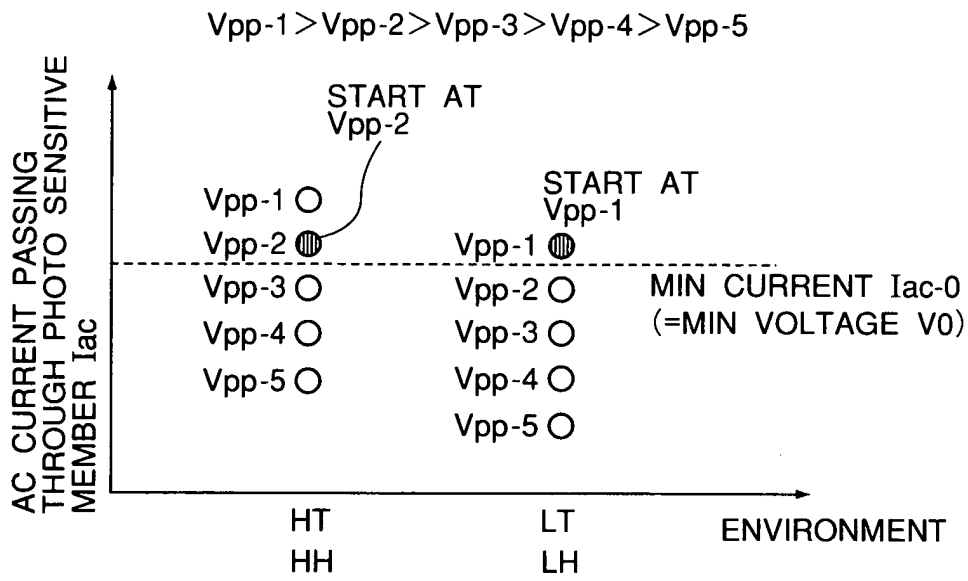 Vpp-1>Vpp-2>Vpp-3>Vpp-4>Vpp-5
AC CURRENT PASSING
THROUGH PHOTO SENSITIVE
MEMBER Iac
START AT
Vpp-2
Vpp-1
Vpp-2
Vpp-3
Vpp-4
Vpp-5
START AT
Vpp-1
Vpp-1
Vpp-2
Vpp-3
Vpp-4
Vpp-5
MIN CURRENT Iac-0
(=MIN VOLTAGE V0)
HT
HH
LT
LH
ENVIRONMENT